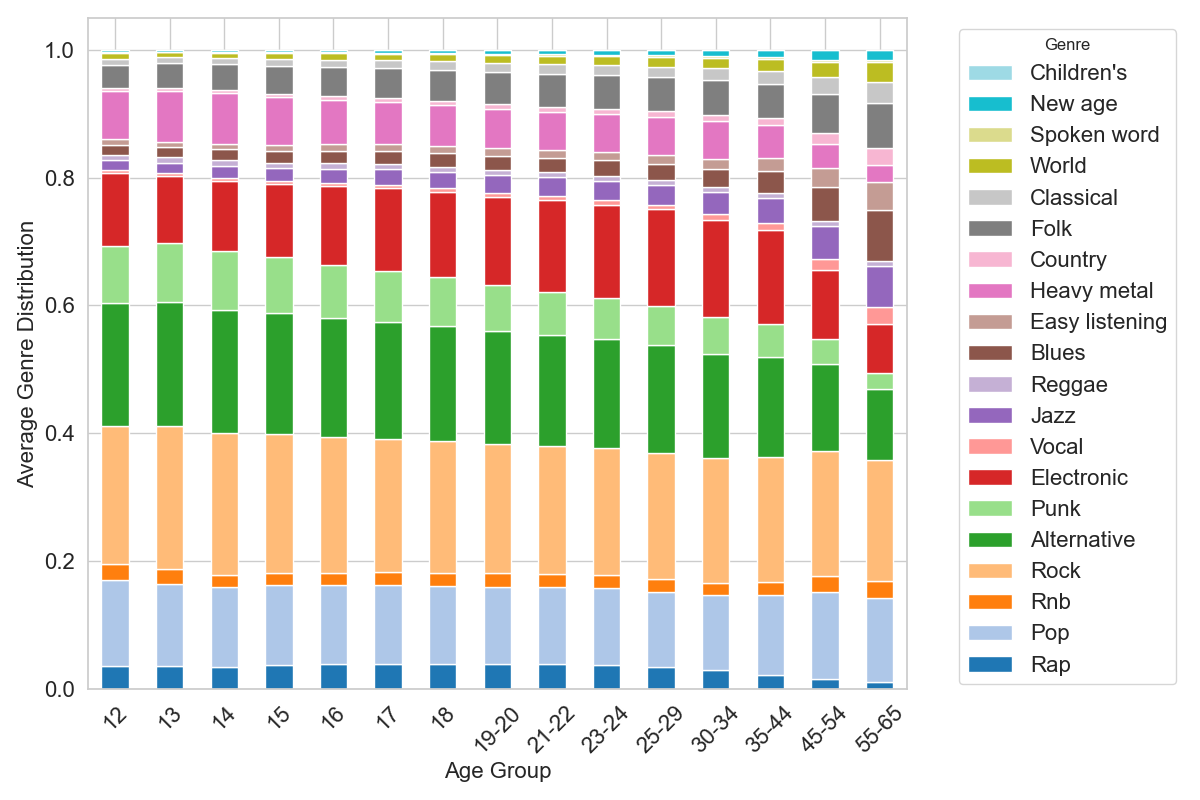 Genre
Children's
New age
Spoken word
World
Classical
Folk
Country
Heavy metal
Easy listening
Blues
Reggae
Jazz
Vocal
Electronic
Punk
Alternative
Rock
Rnb
Pop
Rap
Average Genre Distribution
1.0
0.8
0.6
0.4
0.2
0.0
12 13 14 15 16 17 18 19-20 21-22 23-24 25-29 30-34 35-44 45-54 55-65
Age Group